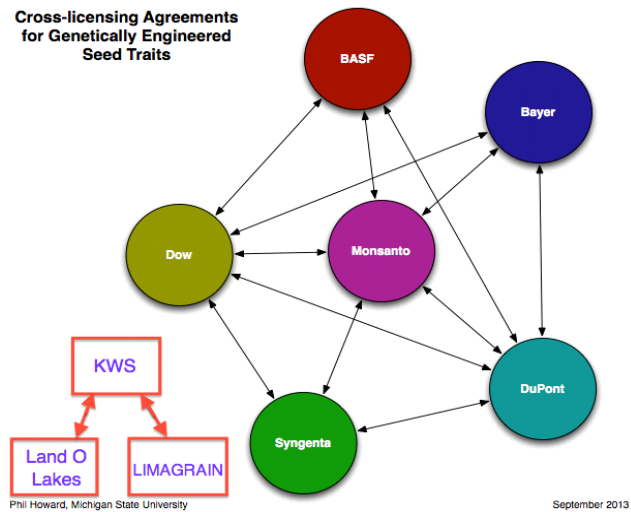 Cross-licensing Agreements
for Genetically Engineered
Seed Traits
BASF
Bayer
Dow
Monsanto
KWS
DuPont
Land O
Lakes
LIMAGRAIN
Syngenta
Phil Howard, Michigan State University
September 2013